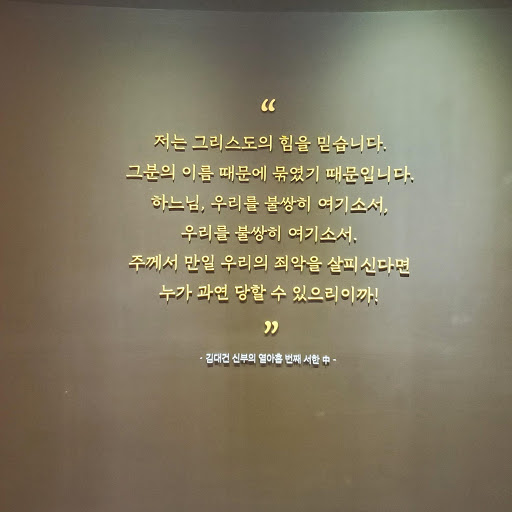 “
저는 그리스도의 힘을 믿습니다.
그분의 이름 때문에 묶였기 때문입니다.
하느님, 우리를 불쌍히 여기소서,
우리를 불쌍히 여기소서.
주께서 만일 우리의 죄악을 살피신다면
누가 과연 당할 수 있으리이까!
”
- 김대건 신부의 열아홉 번째 서한 中 -